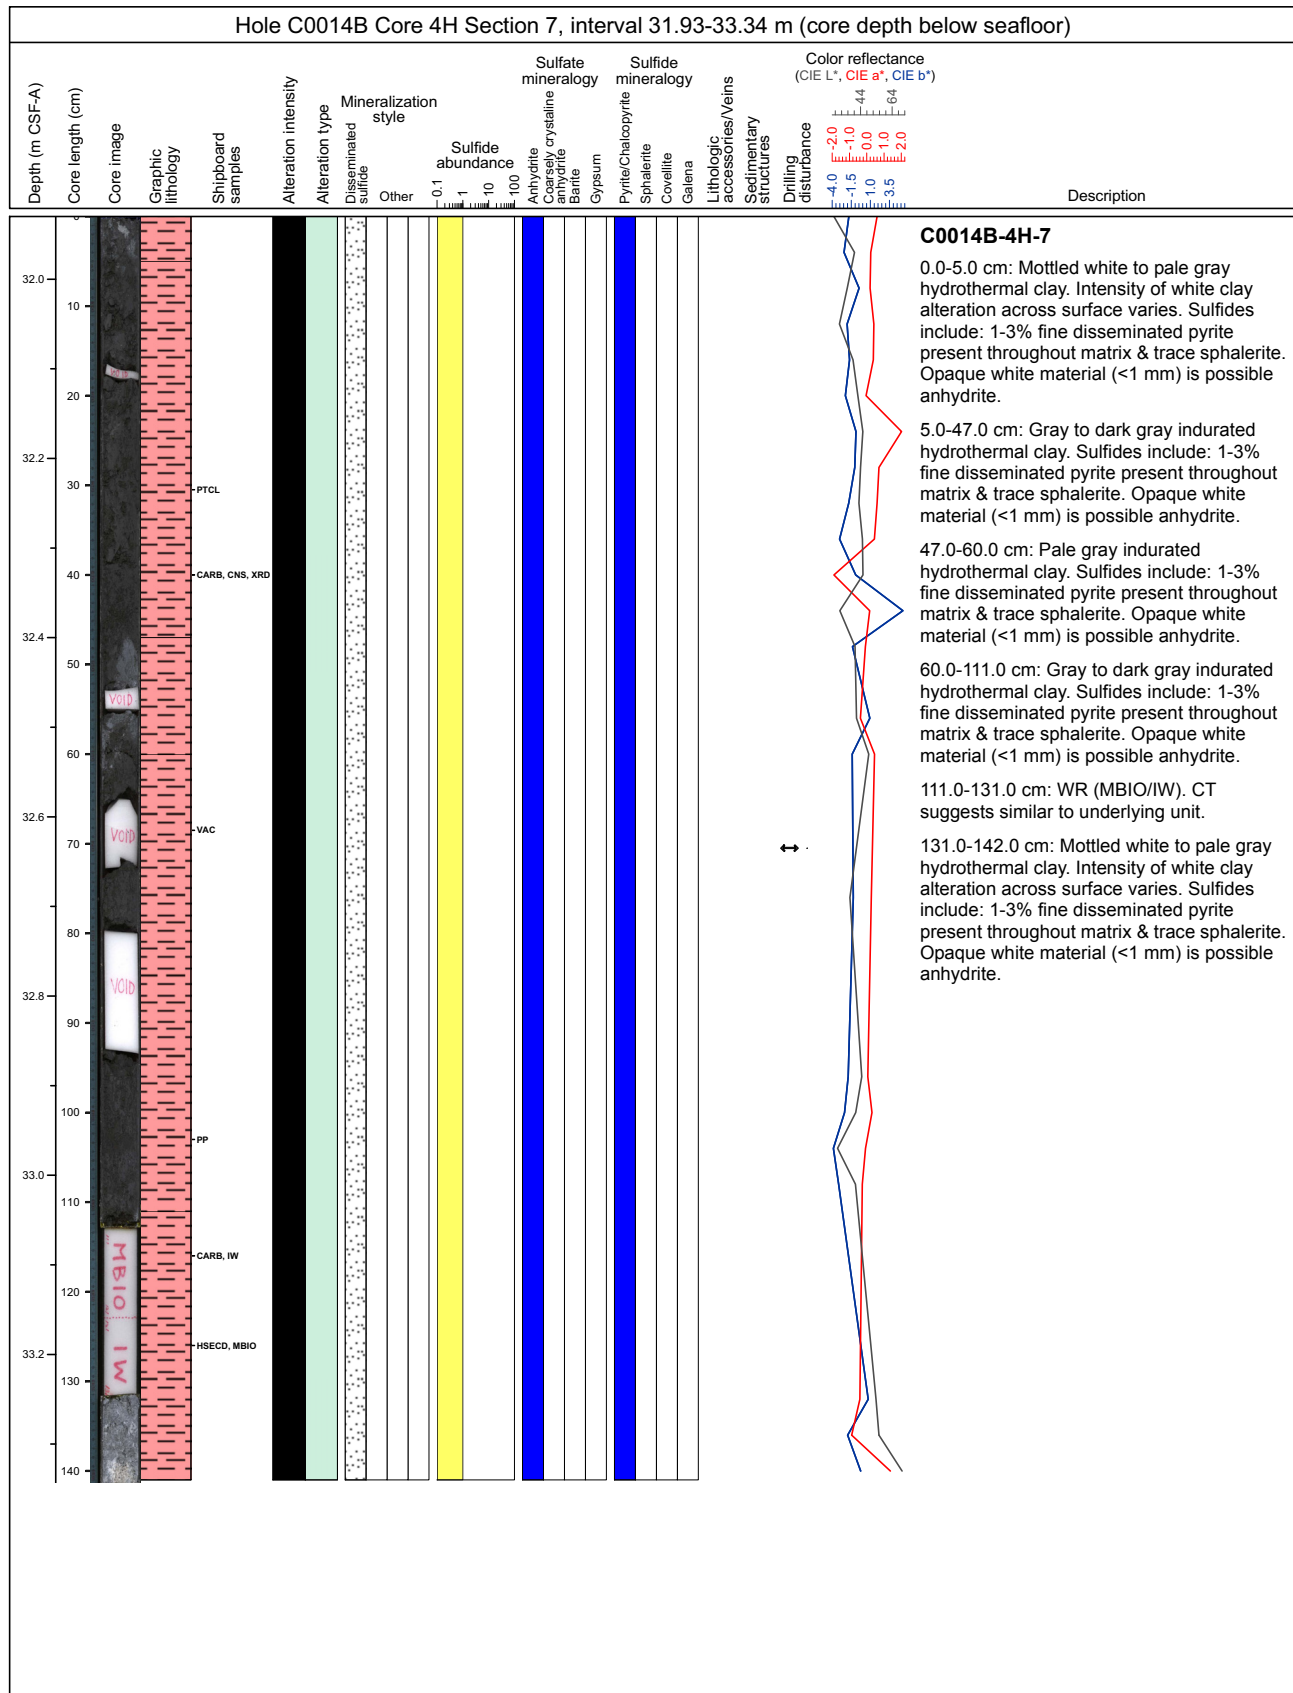 Hole C0014B Core 4H Section 7, interval 31.93-33.34 m (core depth below seafloor)
Depth (m CSF-A)
Core length (cm)
Core image
Graphic
lithology
Shipboard
samples
Alteration intensity
Alteration type
Mineralization
style
Disseminated
sulfide
Other
Sulfide
abundance
0.1
1
10
100
Sulfate
mineralogy
Anhydrite
Coarsely crystaline
anhydrite
Barite
Gypsum
Sulfide
mineralogy
Pyrite/Chalcopyrite
Sphalerite
Covellite
Galena
Lithologic
accessories/Veins
Sedimentary
structures
Drilling
disturbance
Color reflectance
(CIE L*, CIE a*, CIE b*)
44
64
-2.0
-1.0
0.0
1.0
2.0
-4.0
-1.5
1.0
3.5
Description
32.0
32.2
32.4
32.6
32.8
33.0
33.2
0
10
20
30
40
50
60
70
80
90
100
110
120
130
140
VOID
VOID
VOID
MBIO
IW
PTCL
CARB, CNS, XRD
VAC
PP
CARB, IW
HSECD, MBIO
C0014B-4H-7
0.0-5.0 cm: Mottled white to pale gray
hydrothermal clay. Intensity of white clay
alteration across surface varies. Sulfides
include: 1-3% fine disseminated pyrite
present throughout matrix & trace sphalerite.
Opaque white material (<1 mm) is possible
anhydrite.
5.0-47.0 cm: Gray to dark gray indurated
hydrothermal clay. Sulfides include: 1-3%
fine disseminated pyrite present throughout
matrix & trace sphalerite. Opaque white
material (<1 mm) is possible anhydrite.
47.0-60.0 cm: Pale gray indurated
hydrothermal clay. Sulfides include: 1-3%
fine disseminated pyrite present throughout
matrix & trace sphalerite. Opaque white
material (<1 mm) is possible anhydrite.
60.0-111.0 cm: Gray to dark gray indurated
hydrothermal clay. Sulfides include: 1-3%
fine disseminated pyrite present throughout
matrix & trace sphalerite. Opaque white
material (<1 mm) is possible anhydrite.
111.0-131.0 cm: WR (MBIO/IW). CT
suggests similar to underlying unit.
131.0-142.0 cm: Mottled white to pale gray
hydrothermal clay. Intensity of white clay
alteration across surface varies. Sulfides
include: 1-3% fine disseminated pyrite
present throughout matrix & trace sphalerite.
Opaque white material (<1 mm) is possible
anhydrite.